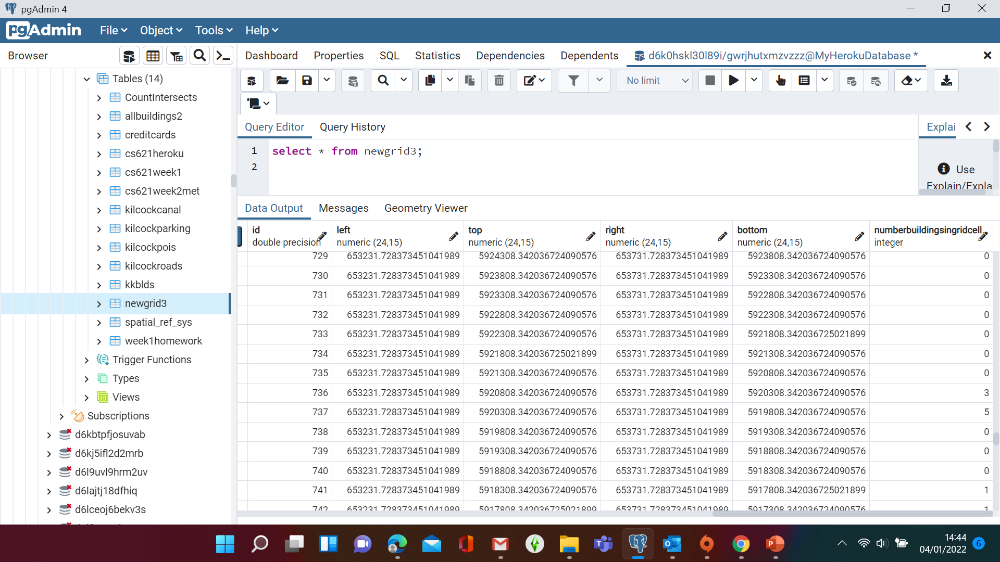 pgAdmin 4
pgAdmin File Object Tools Help
Browser
Dashboard Properties SQL Statistics Dependencies Dependents d6k0hskl30l89i/gwrjhutxmzvzzz@MyHerokuDatabase *
No limit
Tables (14)
CountIntersects
allbuildings2
creditcards
cs621heroku
cs621week1
cs621week2met
kilcockcanal
kilcockparking
kilcockpois
kilcockroads
kkblds
newgrid3
spatial_ref_sys
week1homework
Trigger Functions
Types
Views
Subscriptions
d6kbtpfjosuvab
d6kj5ifl2d2mrb
d6l9uvl9hrm2uv
d6lajtj18dfhiq
d6lceoj6bekv3s
Query Editor Query History
Explai
1 select * from newgrid3;
2
Use
Explain/Expla
Data Output Messages Geometry Viewer
id left top right bottom numberbuildingsingridcell..
double precision numeric (24,15) numeric (24,15) numeric (24,15) numeric (24,15) integer
729 653231.728373451041989 5924308.342036724090576 653731.728373451041989 5923808.342036724090576 0
730 653231.728373451041989 5923808.342036724090576 653731.728373451041989 5923308.342036724090576 0
731 653231.728373451041989 5923308.342036724090576 653731.728373451041989 5922808.342036724090576 0
732 653231.728373451041989 5922808.342036724090576 653731.728373451041989 5922308.342036724090576 0
733 653231.728373451041989 5922308.342036724090576 653731.728373451041989 5921808.342036725021899 0
734 653231.728373451041989 5921808.342036725021899 653731.728373451041989 5921308.342036724090576 0
735 653231.728373451041989 5921308.342036724090576 653731.728373451041989 5920808.342036724090576 0
736 653231.728373451041989 5920808.342036724090576 653731.728373451041989 5920308.342036724090576 3
737 653231.728373451041989 5920308.342036724090576 653731.728373451041989 5919808.342036724090576 5
738 653231.728373451041989 5919808.342036724090576 653731.728373451041989 5919308.342036724090576 0
739 653231.728373451041989 5919308.342036724090576 653731.728373451041989 5918808.342036724090576 0
740 653231.728373451041989 5918808.342036724090576 653731.728373451041989 5918308.342036724090576 0
741 653231.728373451041989 5918308.342036724090576 653731.728373451041989 5917808.342036725021899 1
742 653231.728373451041989 5917808.342036725021899 653731.728373451041989 5917308.342036724090576 1
14:44
04/01/2022
6